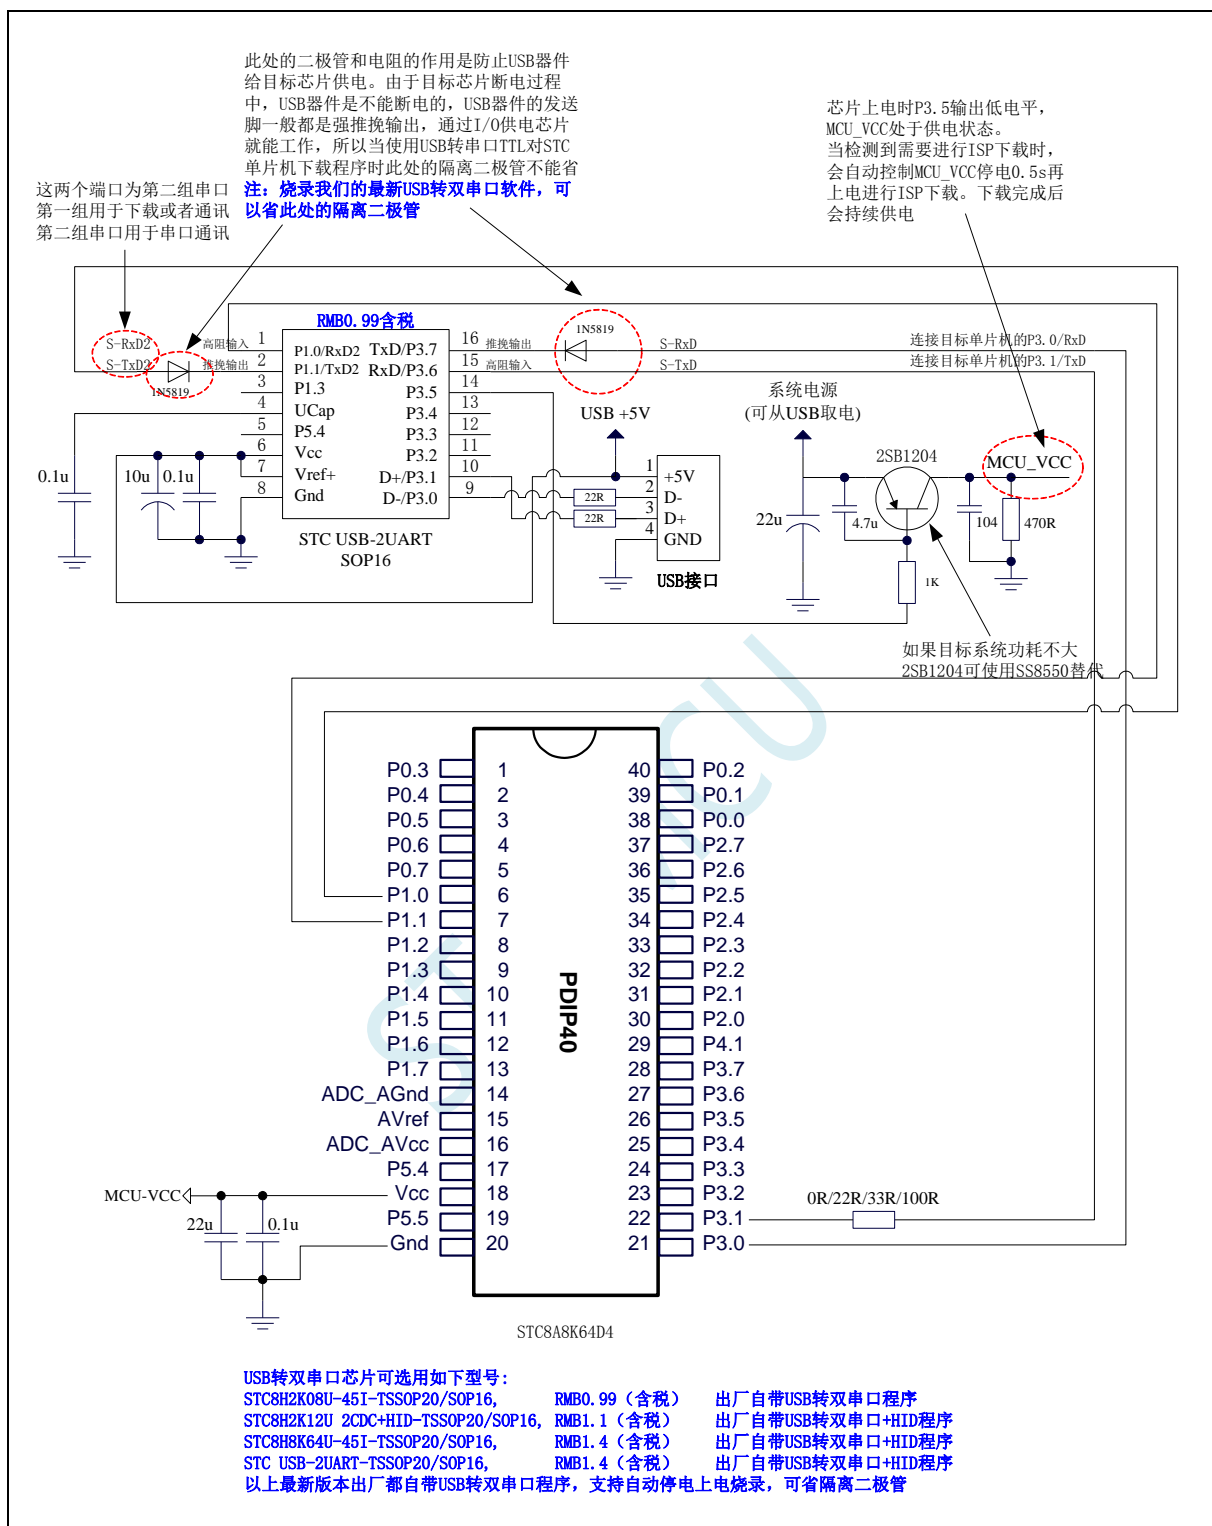 此处的二极管和电阻的作用是防止USB器件
给目标芯片供电。由于目标芯片断电过程
中，USB器件是不能断电的，USB器件的发送
脚一般都是强推挽输出，通过I/O供电芯片
就能工作，所以当使用USB转串口TTL对STC
单片机下载程序时此处的隔离二极管不能省
注：烧录我们的最新USB转双串口软件，可
以省此处的隔离二极管
芯片上电时P3.5输出低电平，
MCU_VCC处于供电状态。
当检测到需要进行ISP下载时，
会自动控制MCU_VCC停电0.5s再
上电进行ISP下载。下载完成后
会持续供电
这两个端口为第二组串口
第一组用于下载或者通讯
第二组串口用于串口通讯
RMB0.99含税
S-RxD2
高阻输入
S-TxD2
推挽输出
1N5819
1
2
3
4
5
6
7
8
P1.0/RxD2
P1.1/TxD2
P1.3
UCap
P5.4
Vcc
Vref+
Gnd
TxD/P3.7
RxD/P3.6
P3.5
P3.4
P3.3
P3.2
D+/P3.1
D-/P3.0
16
15
14
13
12
11
10
9
推挽输出
高阻输入
1N5819
S-RxD
S-TxD
连接目标单片机的P3.0/RxD
连接目标单片机的P3.1/TxD
STC USB-2UART
SOP16
0.1u
10u
0.1u
USB +5V
22R
22R
1
2
3
4
+5V
D-
D+
GND
USB接口
系统电源
(可从USB取电)
2SB1204
MCU_VCC
22u
4.7u
104
470R
1K
如果目标系统功耗不大
2SB1204可使用SS8550替代
STC MCU
P0.3 1 40 P0.2
P0.4 2 39 P0.1
P0.5 3 38 P0.0
P0.6 4 37 P2.7
P0.7 5 36 P2.6
P1.0 6 35 P2.5
P1.1 7 34 P2.4
P1.2 8 33 P2.3
P1.3 9 32 P2.2
P1.4 10 31 P2.1
P1.5 11 30 P2.0
P1.6 12 29 P4.1
P1.7 13 28 P3.7
ADC_AGnd 14 27 P3.6
AVref 15 26 P3.5
ADC_AVcc 16 25 P3.4
P5.4 17 24 P3.3
Vcc 18 23 P3.2
P5.5 19 22 P3.1
Gnd 20 21 P3.0
PDIP40
MCU-VCC
22u
0.1u
0R/22R/33R/100R
STC8A8K64D4
USB转双串口芯片可选用如下型号：
STC8H2K08U-45I-TSSOP20/SOP16, RMB0.99（含税） 出厂自带USB转双串口程序
STC8H2K12U 2CDC+HID-TSSOP20/SOP16, RMB1.1（含税） 出厂自带USB转双串口+HID程序
STC8H8K64U-45I-TSSOP20/SOP16, RMB1.4（含税） 出厂自带USB转双串口+HID程序
STC USB-2UART-TSSOP20/SOP16, RMB1.4（含税） 出厂自带USB转双串口+HID程序
以上最新版本出厂都自带USB转双串口程序，支持自动停电上电烧录，可省隔离二极管